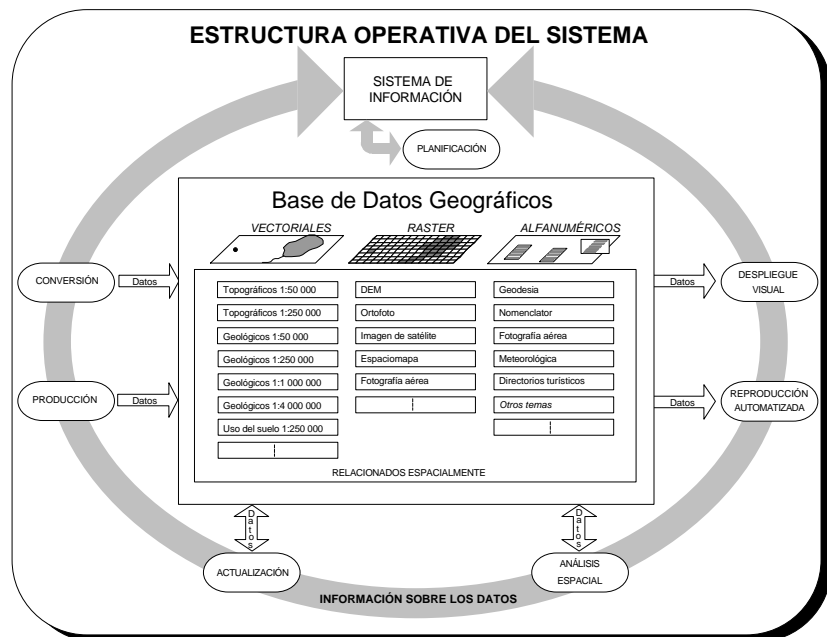 ESTRUCTURA OPERATIVA DEL SISTEMA
SISTEMA DE
INFORMACIÓN
PLANIFICACIÓN
Base de Datos Geográficos
VECTORIALES
RASTER
ALFANUMÉRICOS
CONVERSIÓN
Datos
PRODUCCIÓN
Datos
Topográficos 1:50 000
Topográficos 1:250 000
Geológicos 1:50 000
Geológicos 1:250 000
Geológicos 1:1 000 000
Geológicos 1:4 000 000
Uso del suelo 1:250 000
DEM
Ortofoto
Imagen de satélite
Espaciomapa
Fotografía aérea
Geodesia
Nomenclator
Fotografía aérea
Meteorológica
Directorios turísticos
Otros temas
RELACIONADOS ESPACIALMENTE
Datos
DESPLIEGUE
VISUAL
Datos
REPRODUCCIÓN
AUTOMATIZADA
Datos
ACTUALIZACIÓN
Datos
ANÁLISIS
ESPACIAL
INFORMACIÓN SOBRE LOS DATOS